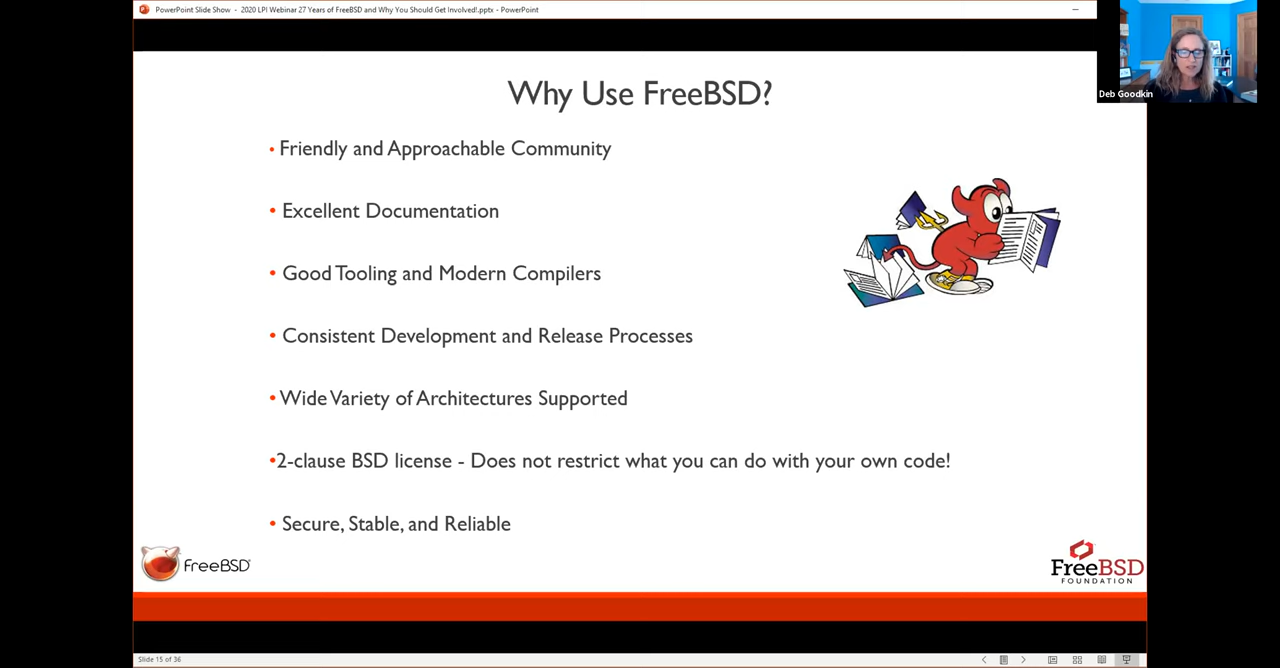 PowerPoint Slide Show - 2020 LPI Webinar 27 Years of FreeBSD and Why You Should Get Involved!.pptx - PowerPoint
Deb Goodkin
Why Use FreeBSD?
• Friendly and Approachable Community
• Excellent Documentation
• Good Tooling and Modern Compilers
• Consistent Development and Release Processes
• Wide Variety of Architectures Supported
•2-clause BSD license - Does not restrict what you can do with your own code!
• Secure, Stable, and Reliable
FreeBSD
FreeBSD
FOUNDATION
Slide 15 of 36